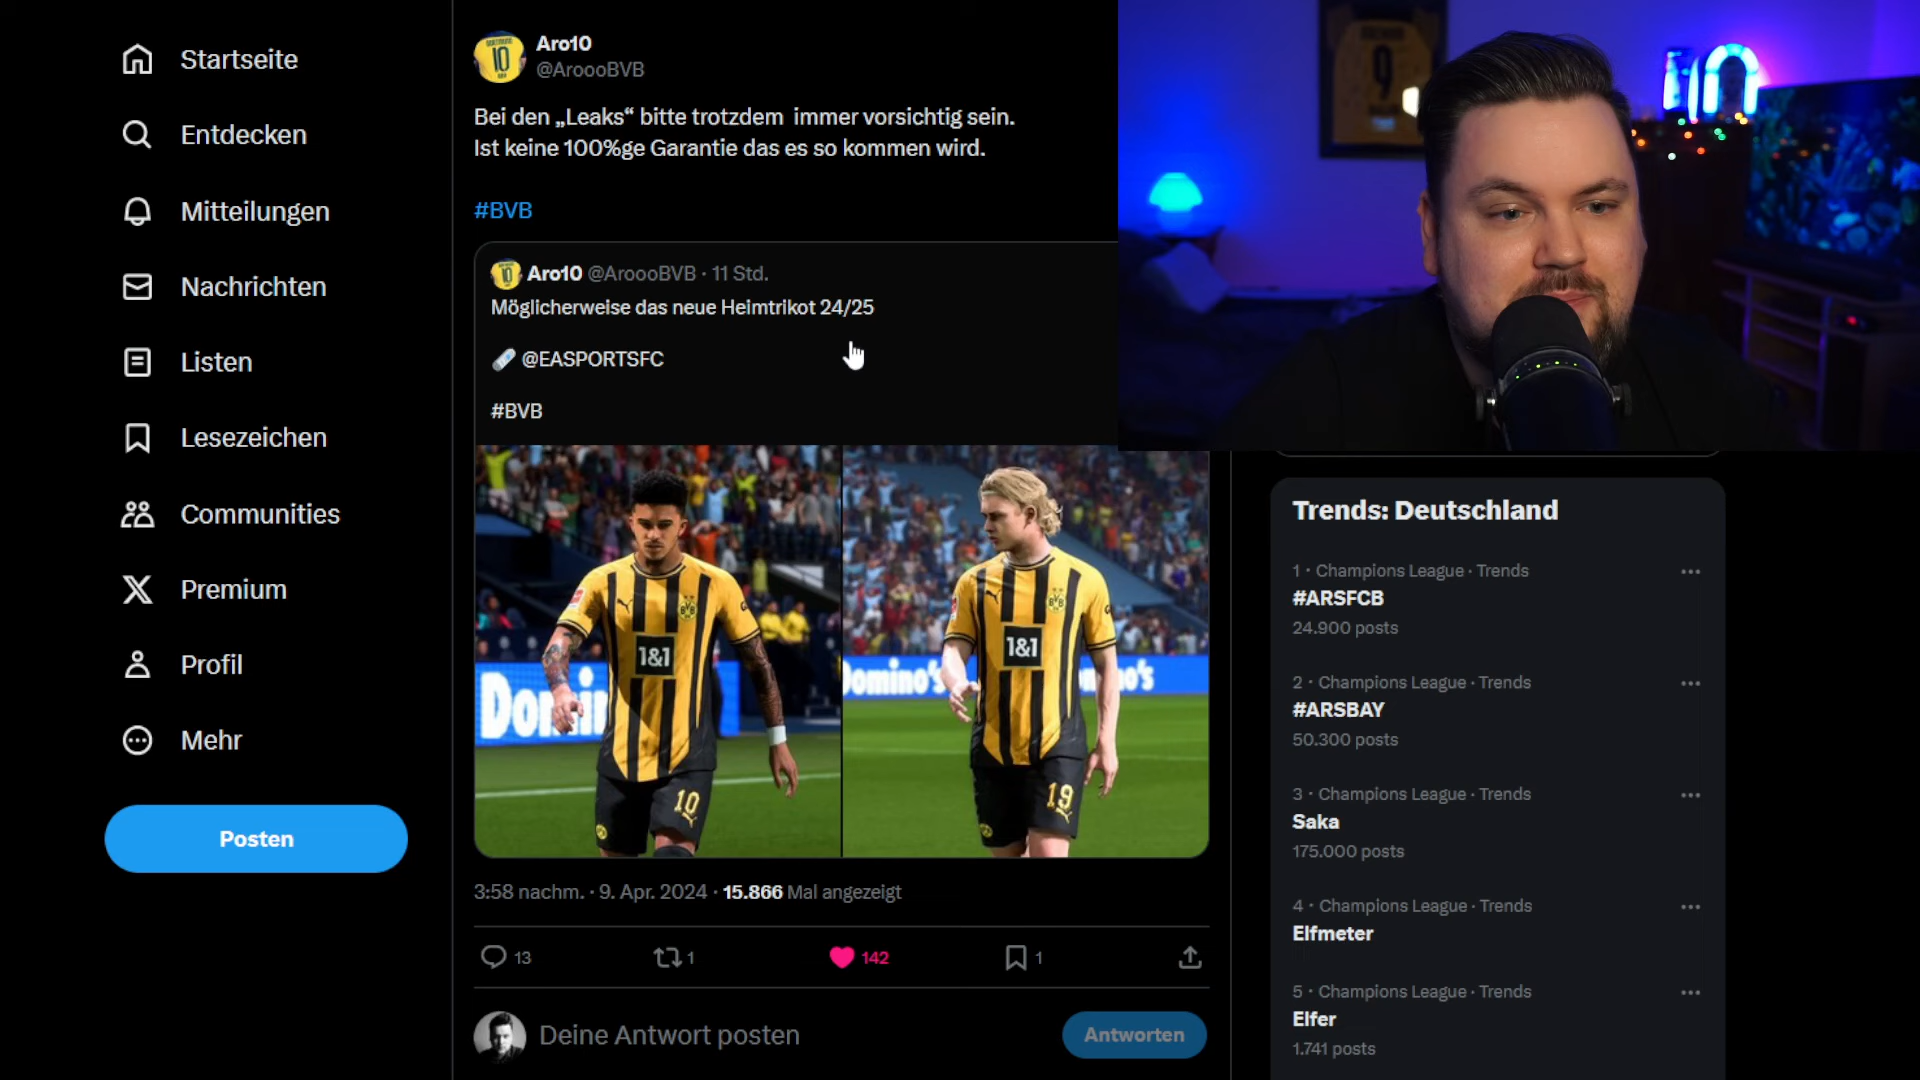 Startseite
Entdecken
Mitteilungen
Nachrichten
Listen
Lesezeichen
Communities
Premium
Profil
Mehr
Posten
Aro10
@AroooBVB
Bei den „Leaks“ bitte trotzdem immer vorsichtig sein.
Ist keine 100%ge Garantie das es so kommen wird.
#BVB
Aro10 @AroooBVB · 11 Std.
Möglicherweise das neue Heimtrikot 24/25
@EASPORTSFC
#BVB
1&1
10
1&1
19
Domino's
3:58 nachm. · 9. Apr. 2024 · 15.866 Mal angezeigt
13
1
142
1
Deine Antwort posten
Antworten
9
Trends: Deutschland
1 · Champions League · Trends
#ARSFCB
24.900 posts
2 · Champions League · Trends
#ARSBAY
50.300 posts
3 · Champions League · Trends
Saka
175.000 posts
4 · Champions League · Trends
Elfmeter
5 · Champions League · Trends
Elfer
1.741 posts